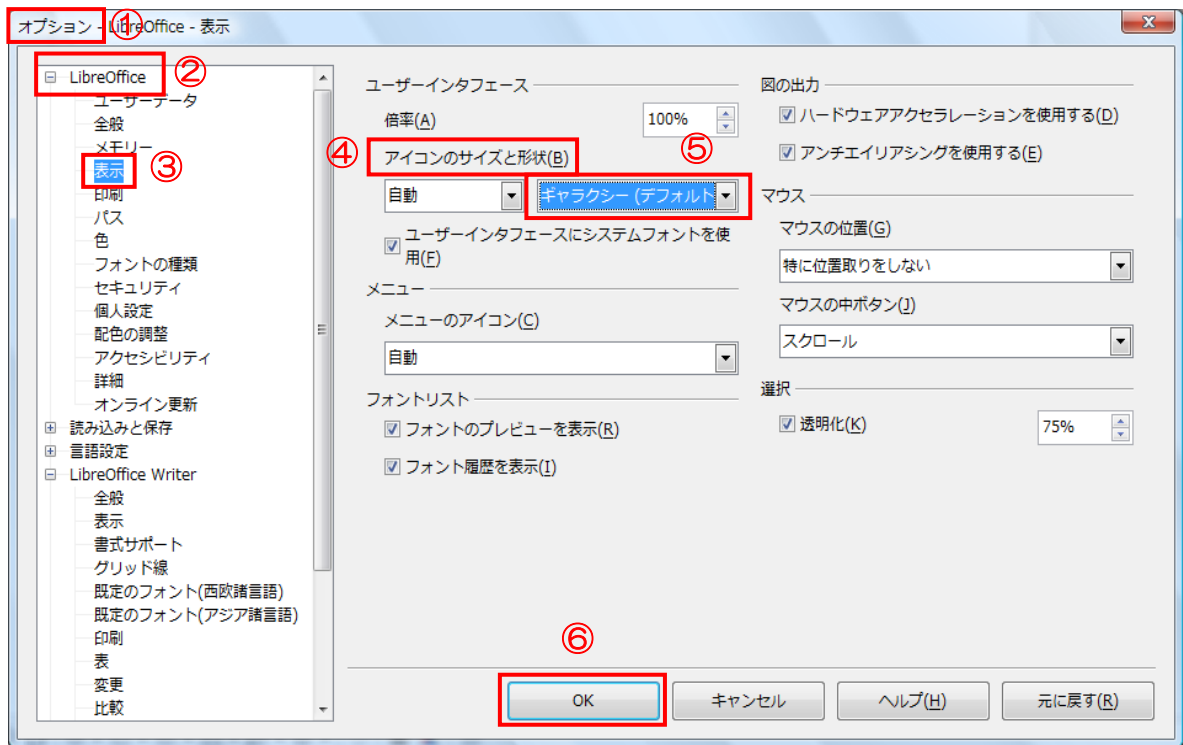 オプション - LibreOffice - 表示
①
LibreOffice
②
ユーザーデータ
全般
メモリー
表示
③
印刷
パス
色
フォントの種類
セキュリティ
個人設定
配色の調整
アクセシビリティ
詳細
オンライン更新
読み込みと保存
言語設定
LibreOffice Writer
全般
表示
書式サポート
グリッド線
既定のフォント(西欧諸言語)
既定のフォント(アジア諸言語)
印刷
表
変更
比較
ユーザーインタフェース
倍率(A)
100%
④
アイコンのサイズと形状(B)
⑤
自動
ギャラクシー (デフォルト
ユーザーインタフェースにシステムフォントを使
用(F)
メニュー
メニューのアイコン(C)
自動
フォントリスト
フォントのプレビューを表示(R)
フォント履歴を表示(I)
図の出力
ハードウェアアクセラレーションを使用する(D)
アンチエイリアシングを使用する(E)
マウス
マウスの位置(G)
特に位置取りをしない
マウスの中ボタン(J)
スクロール
選択
透明化(K)
75%
⑥
OK
キャンセル
ヘルプ(H)
元に戻す(R)